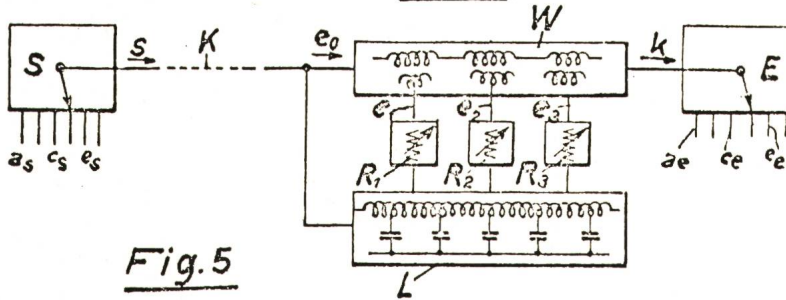 W
S
s
K
e₀
k
E
e₁
e₂
e₃
aₛ cₛ eₛ
R₁
R₂
R₃
aₑ cₑ eₑ
L
Fig. 5